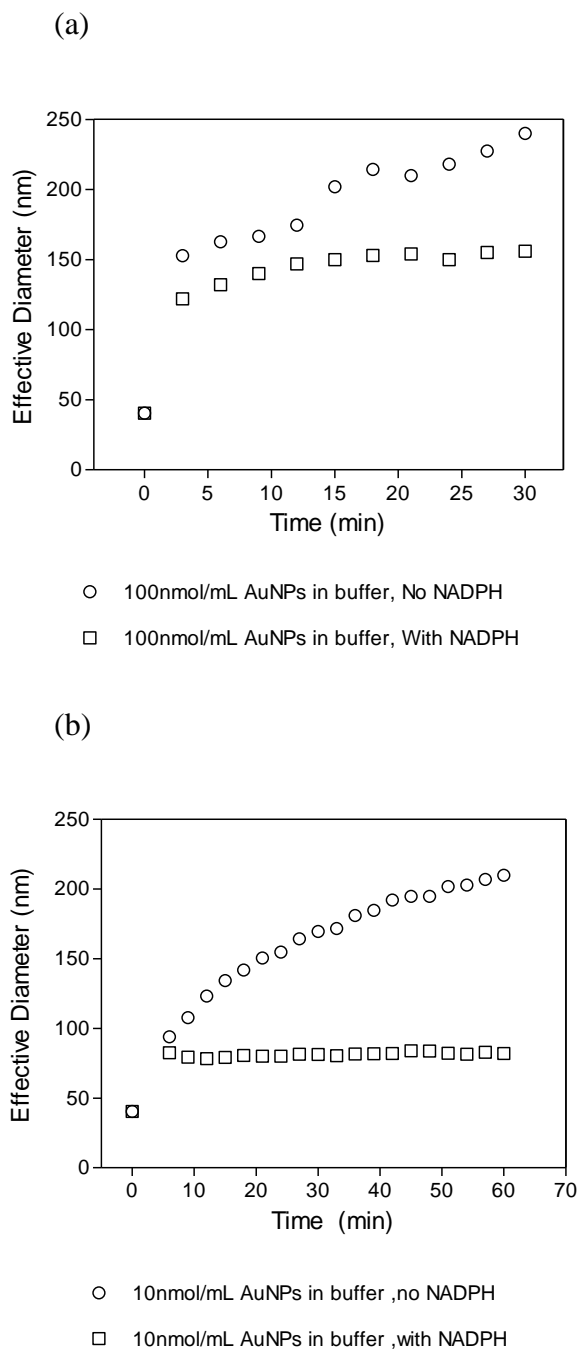 (a)
250
200
150
100
50
0
Effective Diameter (nm)
0 5 10 15 20 25 30
Time (min)
100nmol/mL AuNPs in buffer, No NADPH
100nmol/mL AuNPs in buffer, With NADPH
(b)
250
200
150
100
50
0
Effective Diameter (nm)
0 10 20 30 40 50 60 70
Time (min)
10nmol/mL AuNPs in buffer ,no NADPH
10nmol/mL AuNPs in buffer ,with NADPH